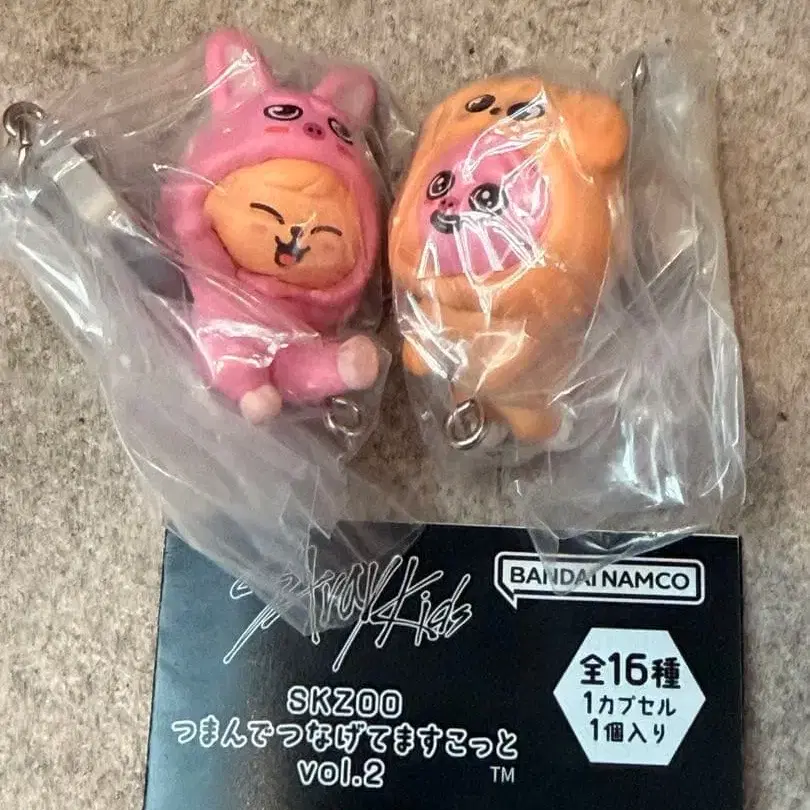 Stray Kids
BANDAI NAMCO
SKZOO
つまんでつなげてますこっと
vol.2
TM
全16種
1カプセル
1個入り